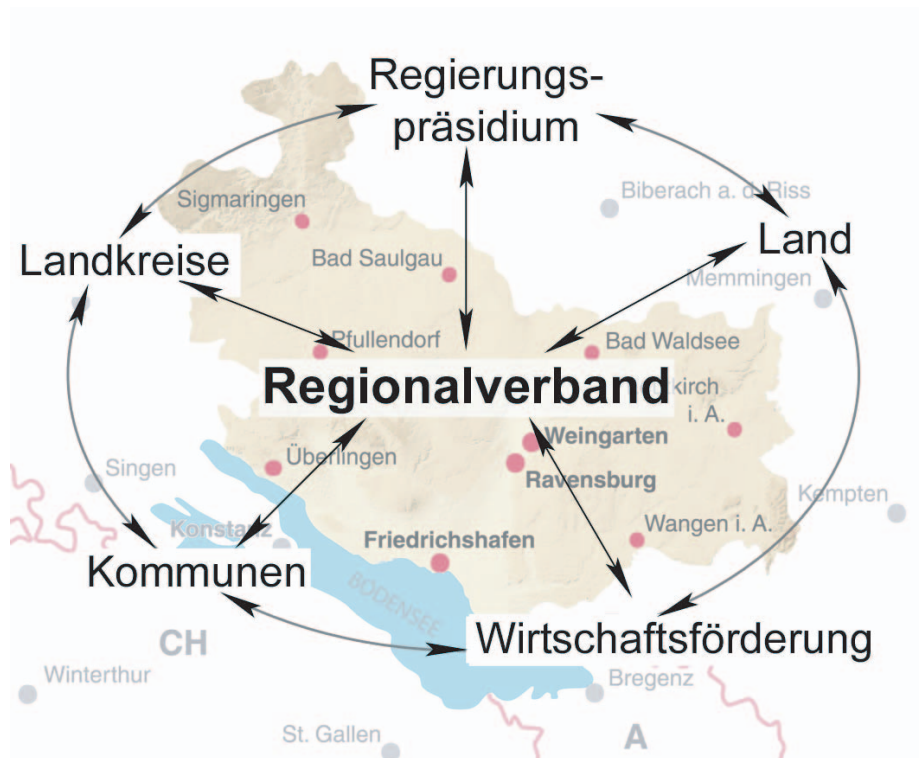 Regierungs-
präsidium
Biberach a. d. Riss
Sigmaringen
Land
Landkreise
Bad Saulgau
Memmingen
Pfullendorf
Bad Waldsee
Regionalverband
kirch
i. A.
Weingarten
Überlingen
Singen
Ravensburg
Kempten
Konstanz
Wangen i. A.
Friedrichshafen
Kommunen
BODENSEE
Wirtschaftsförderung
CH
Winterthur
Bregenz
St. Gallen
A